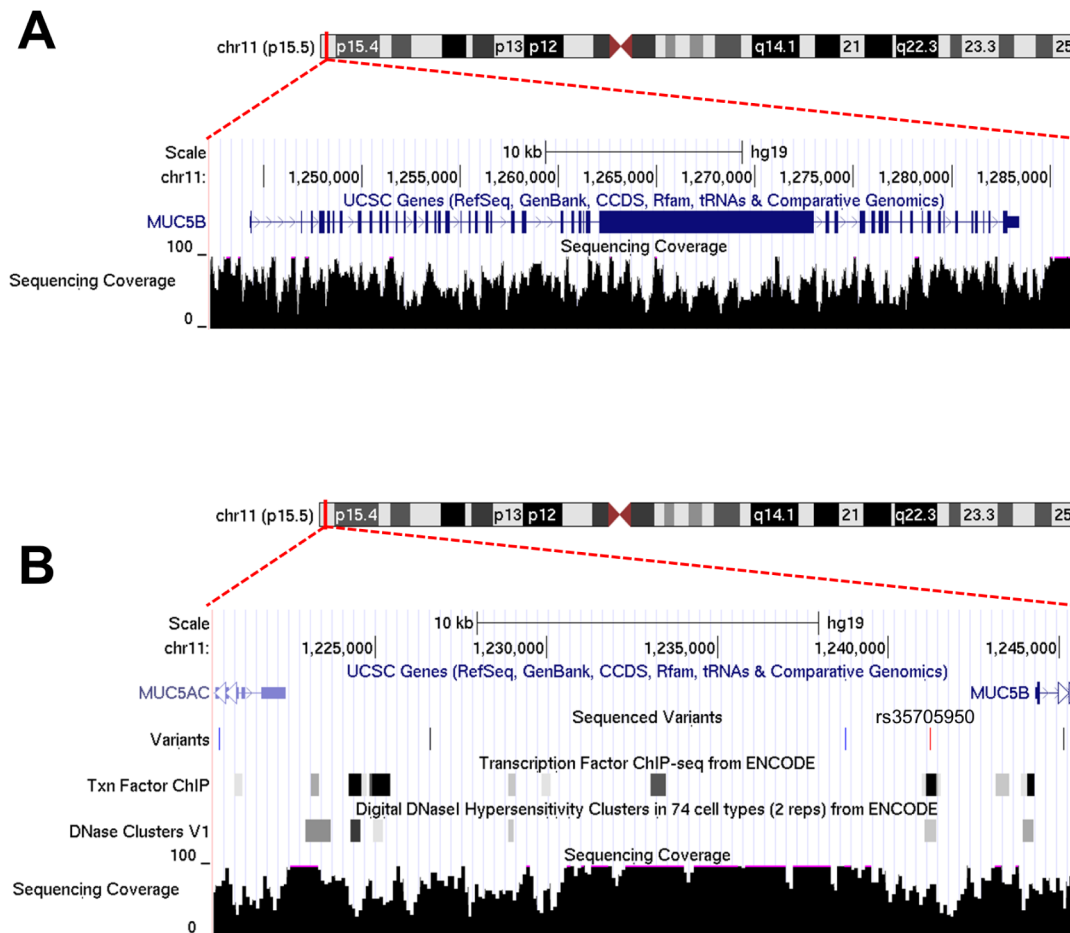 A
chr11 (p15.5) p15.4 p13 p12 q14.1 21 q22.3 23.3 25
Scale 10 kb hg19
chr11: 1,250,000 1,255,000 1,260,000 1,265,000 1,270,000 1,275,000 1,280,000 1,285,000
UCSC Genes (RefSeq, GenBank, CCDS, Rfam, tRNAs & Comparative Genomics)
MUC5B
Sequencing Coverage
100
Sequencing Coverage
0
chr11 (p15.5) p15.4 p13 p12 q14.1 21 q22.3 23.3 25
B
Scale 10 kb hg19
chr11: 1,225,000 1,230,000 1,235,000 1,240,000 1,245,000
UCSC Genes (RefSeq, GenBank, CCDS, Rfam, tRNAs & Comparative Genomics)
MUC5AC MUC5B
Sequenced Variants rs35705950
Variants
Transcription Factor ChIP-seq from ENCODE
Txn Factor ChIP
Digital DNaseI Hypersensitivity Clusters in 74 cell types (2 reps) from ENCODE
DNase Clusters V1
Sequencing Coverage
100
Sequencing Coverage
0